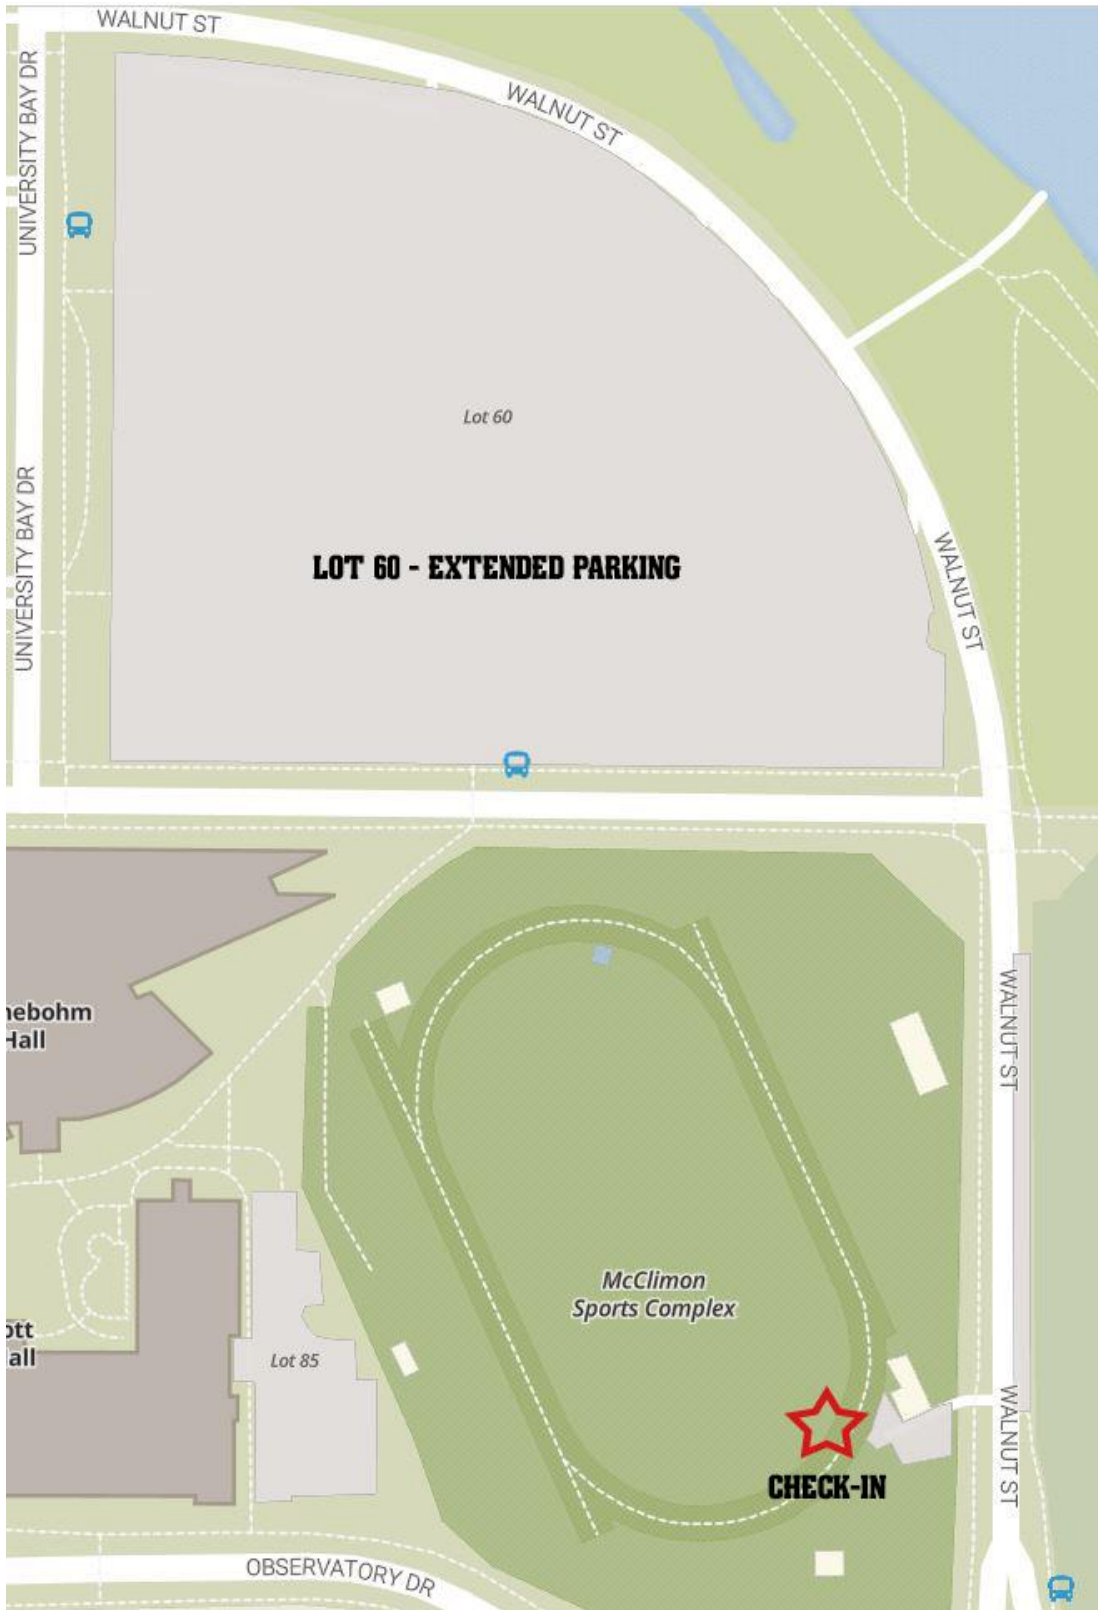 WALNUT ST
UNIVERSITY BAY DR
WALNUT ST
Lot 60
LOT 60 - EXTENDED PARKING
UNIVERSITY BAY DR
WALNUT ST
nebohm
Hall
WALNUT ST
McClimon
Sports Complex
ott
all
Lot 85
WALNUT ST
CHECK-IN
OBSERVATORY DR